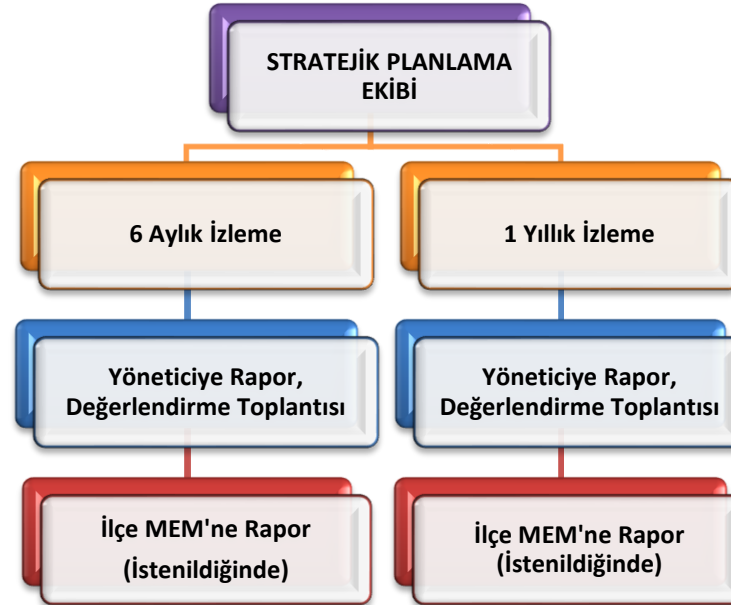 STRATEJİK PLANLAMA
EKİBİ
6 Aylık İzleme
1 Yıllık İzleme
Yöneticiye Rapor,
Değerlendirme Toplantısı
Yöneticiye Rapor,
Değerlendirme Toplantısı
İlçe MEM'ne Rapor
(İstenildiğinde)
İlçe MEM'ne Rapor
(İstenildiğinde)